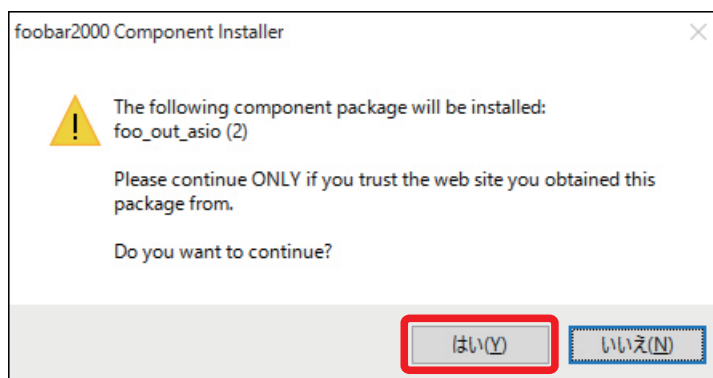 foobar2000 Component Installer
The following component package will be installed:
foo_out_asio (2)
Please continue ONLY if you trust the web site you obtained this
package from.
Do you want to continue?
はい(Y)
いいえ(N)